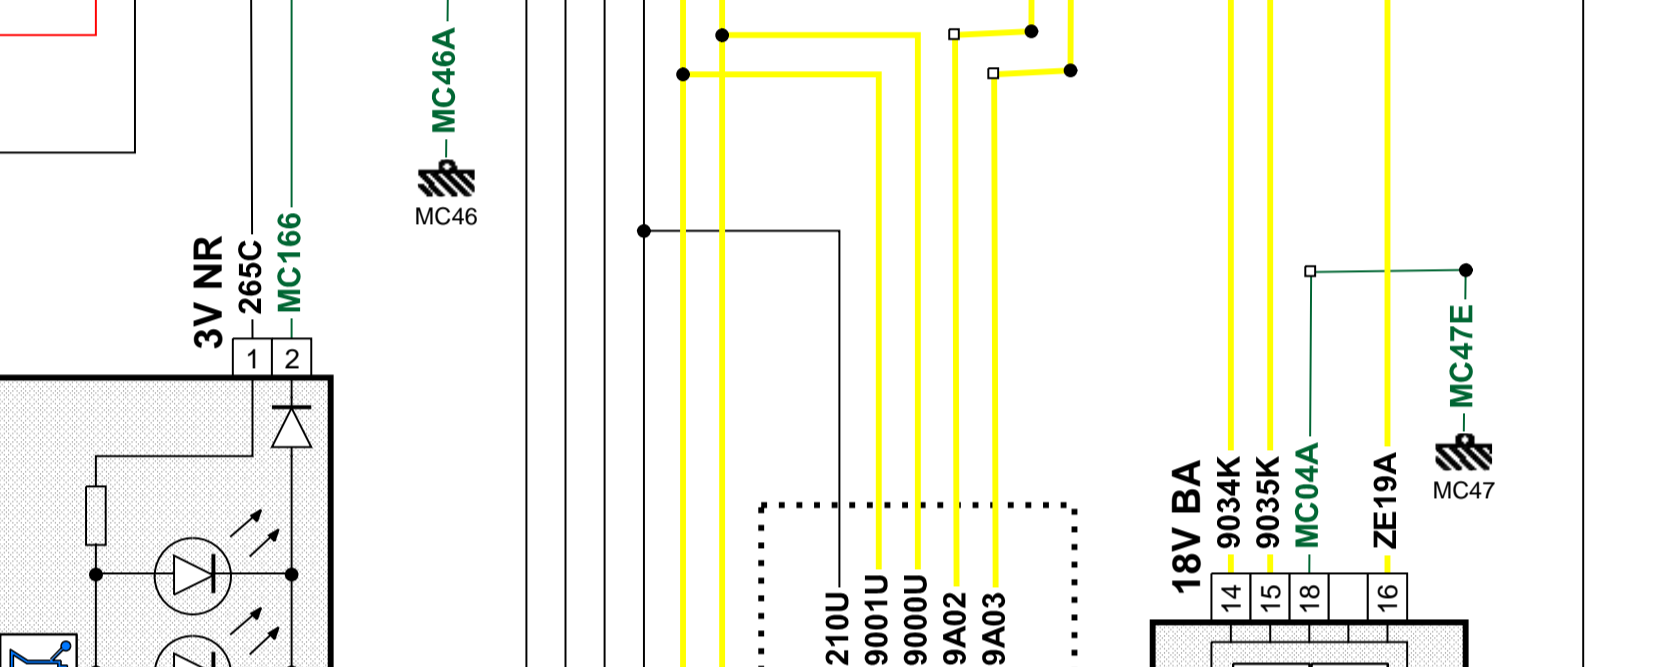 MC46A
MC46
3V NR
265C
MC166
1
2
210U
9001U
9000U
9A02
9A03
18V BA
9034K
9035K
MC04A
ZE19A
MC47E
MC47
14
15
18
16